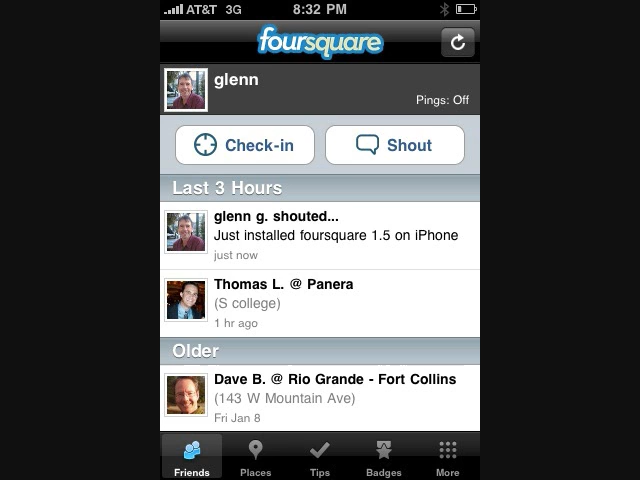 AT&T 3G 8:32 PM
foursquare
glenn
Pings: Off
Check-in Shout
Last 3 Hours
glenn g. shouted...
Just installed foursquare 1.5 on iPhone
just now
Thomas L. @ Panera
(S college)
1 hr ago
Older
Dave B. @ Rio Grande - Fort Collins
(143 W Mountain Ave)
Fri Jan 8
Friends Places Tips Badges More